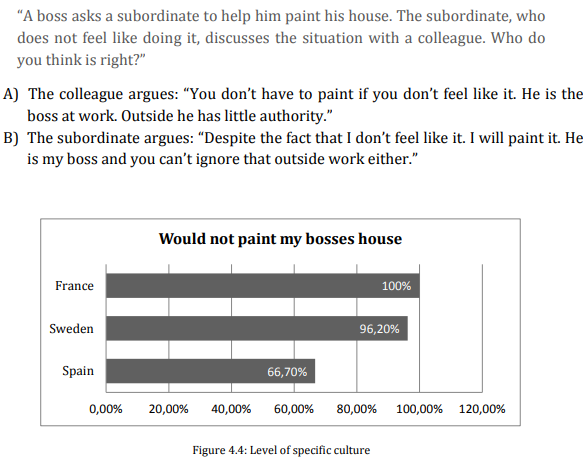 “A boss asks a subordinate to help him paint his house. The subordinate, who
does not feel like doing it, discusses the situation with a colleague. Who do
you think is right?”
A) The colleague argues: “You don’t have to paint if you don’t feel like it. He is the
boss at work. Outside he has little authority.”
B) The subordinate argues: “Despite the fact that I don’t feel like it. I will paint it. He
is my boss and you can’t ignore that outside work either.”
Would not paint my bosses house
France 100%
Sweden 96,20%
Spain 66,70%
0,00% 20,00% 40,00% 60,00% 80,00% 100,00% 120,00%
Figure 4.4: Level of specific culture